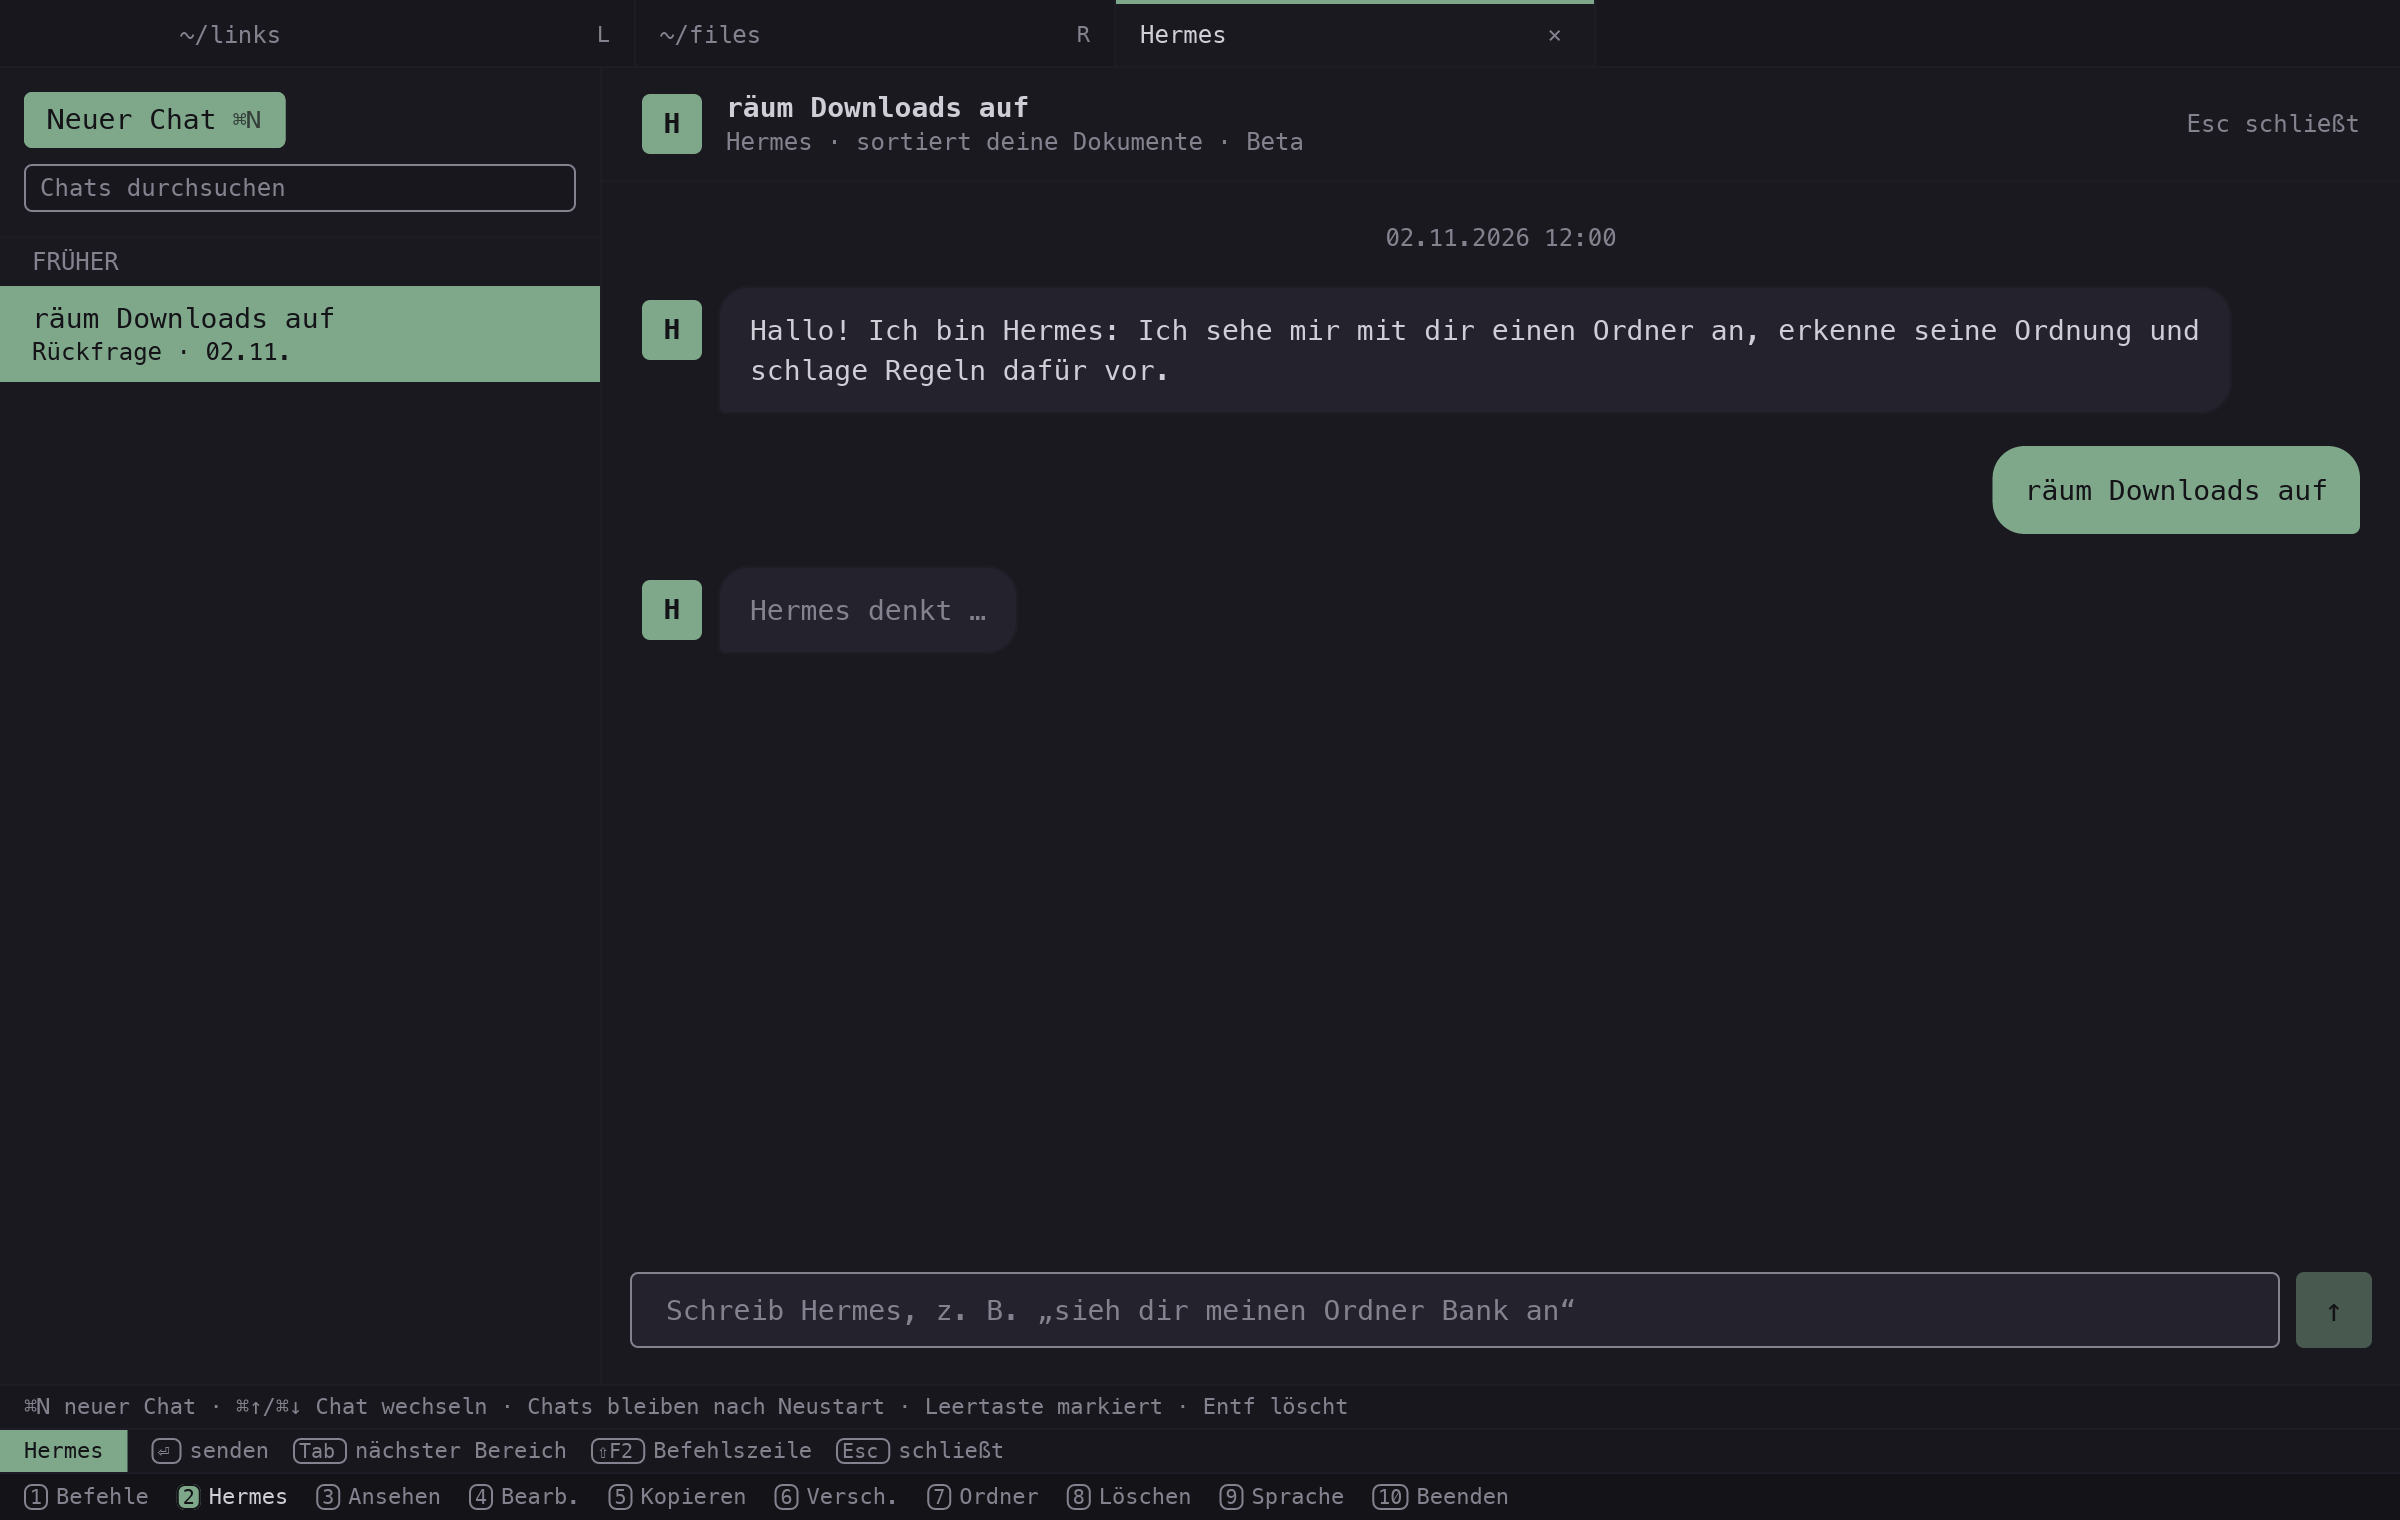 ~/links L ~/files R Hermes ×
Neuer Chat ⌘N
Chats durchsuchen
FRÜHER
räum Downloads auf
Rückfrage · 02.11.
H räum Downloads auf
Hermes · sortiert deine Dokumente · Beta
Esc schließt
02.11.2026 12:00
H Hallo! Ich bin Hermes: Ich sehe mir mit dir einen Ordner an, erkenne seine Ordnung und
schlage Regeln dafür vor.
räum Downloads auf
H Hermes denkt …
Schreib Hermes, z. B. „sieh dir meinen Ordner Bank an“ ↑
⌘N neuer Chat · ⌘↑/⌘↓ Chat wechseln · Chats bleiben nach Neustart · Leertaste markiert · Entf löscht
Hermes ⏎ senden Tab nächster Bereich ⇧F2 Befehlszeile Esc schließt
1 Befehle 2 Hermes 3 Ansehen 4 Bearb. 5 Kopieren 6 Versch. 7 Ordner 8 Löschen 9 Sprache 10 Beenden